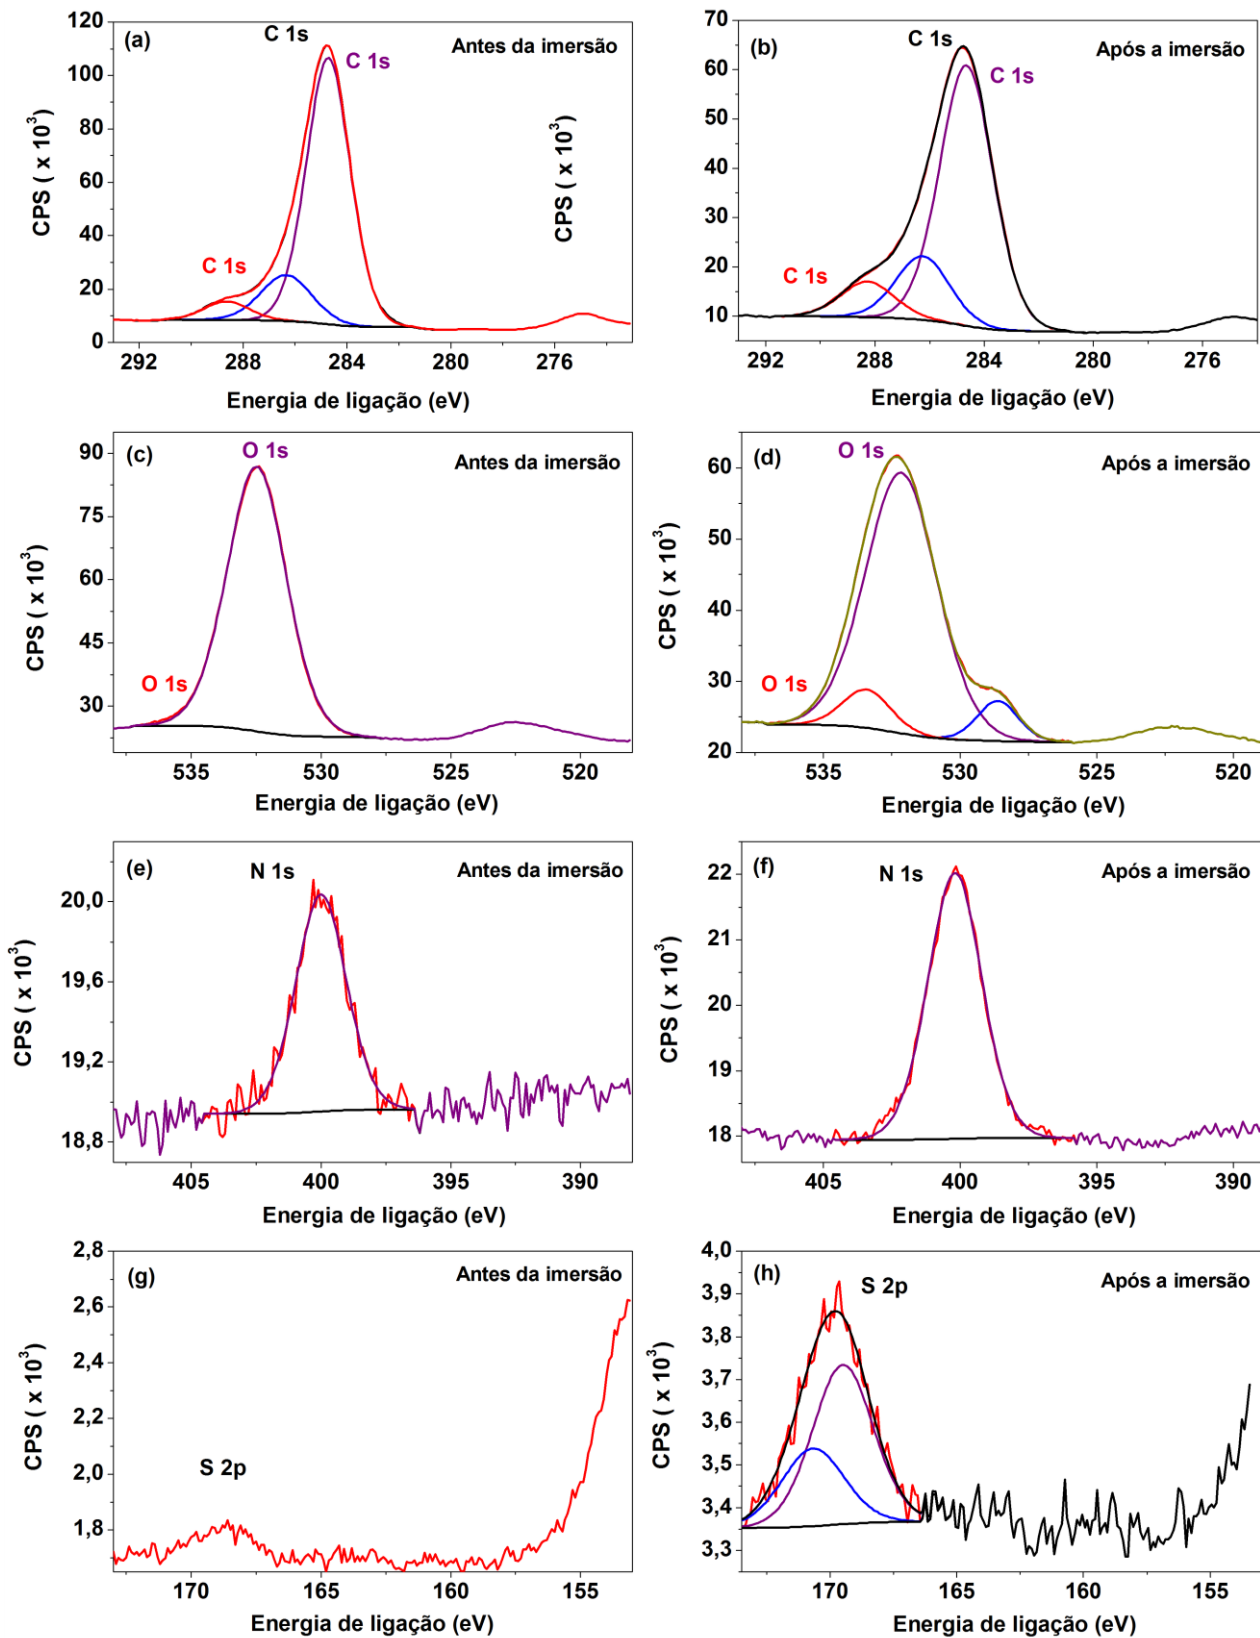 (a)
C 1s
Antes da imersão
C 1s
C 1s
CPS ( x 10³)
CPS ( x 10³)
120
100
80
60
40
20
0
292 288 284 280 276
Energia de ligação (eV)
(b)
C 1s
Após a imersão
C 1s
C 1s
70
60
50
40
30
20
10
292 288 284 280 276
Energia de ligação (eV)
(c)
O 1s
Antes da imersão
O 1s
CPS ( x 10³)
90
75
60
45
30
535 530 525 520
Energia de ligação (eV)
(d)
O 1s
Após a imersão
O 1s
CPS ( x 10³)
60
50
40
30
20
535 530 525 520
Energia de ligação (eV)
(e)
N 1s
Antes da imersão
CPS ( x 10³)
20,0
19,6
19,2
18,8
405 400 395 390
Energia de ligação (eV)
(f)
N 1s
Após a imersão
CPS ( x 10³)
22
21
20
19
18
405 400 395 390
Energia de ligação (eV)
(g)
Antes da imersão
S 2p
CPS ( x 10³)
2,8
2,6
2,4
2,2
2,0
1,8
170 165 160 155
Energia de ligação (eV)
(h)
S 2p
Após a imersão
CPS ( x 10³)
4,0
3,9
3,8
3,7
3,6
3,5
3,4
3,3
170 165 160 155
Energia de ligação (eV)